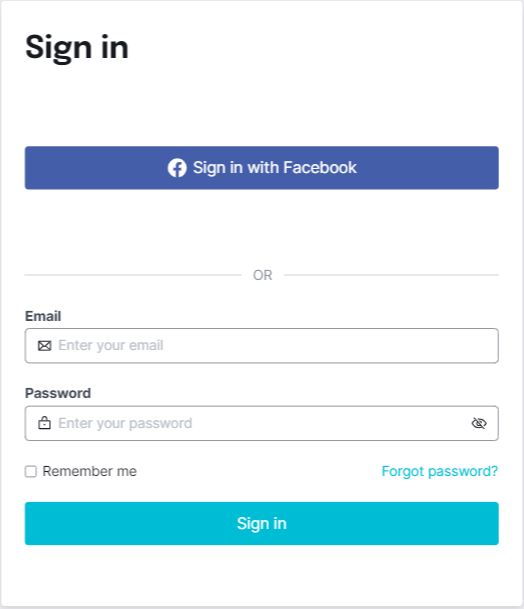 Sign in
Sign in with Facebook
OR
Email
Enter your email
Password
Enter your password
Remember me Forgot password?
Sign in